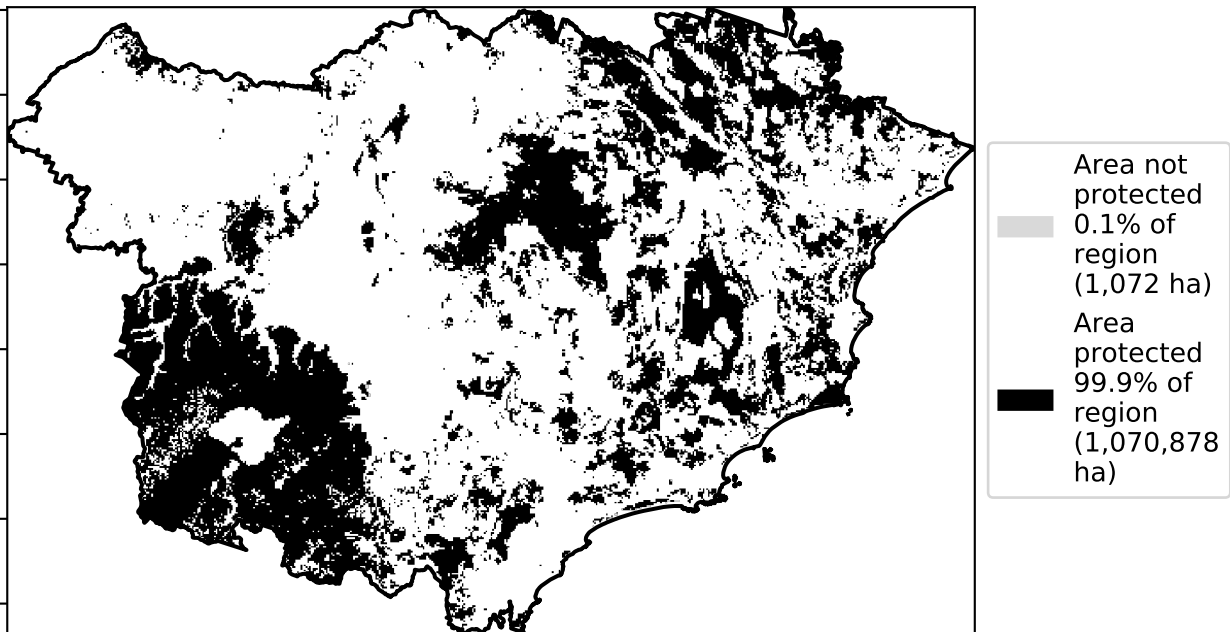 Area not
protected
0.1% of
region
(1,072 ha)
Area
protected
99.9% of
region
(1,070,878
ha)